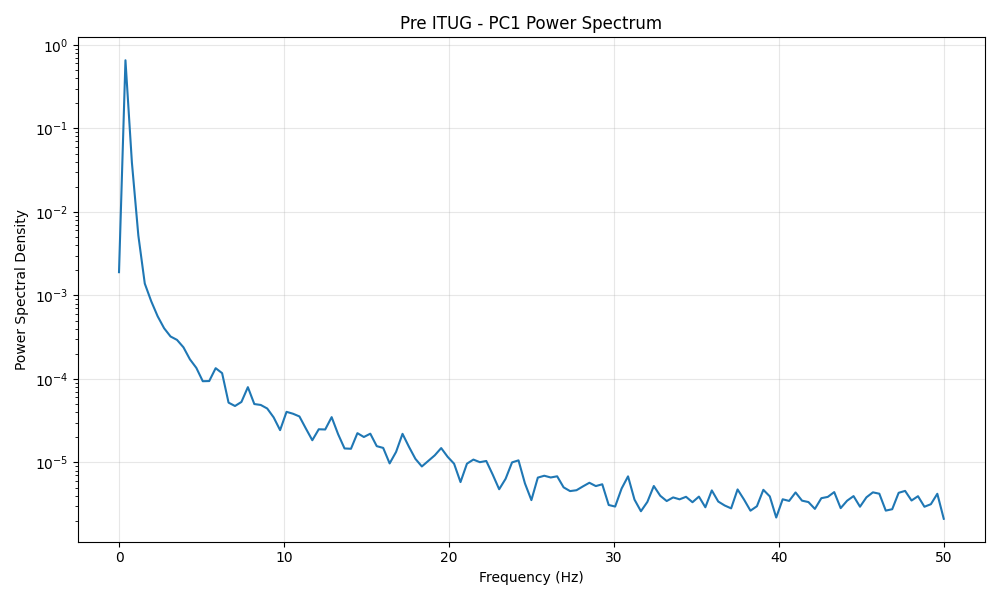 Pre ITUG - PC1 Power Spectrum
Power Spectral Density
10⁰
10⁻¹
10⁻²
10⁻³
10⁻⁴
10⁻⁵
0 10 20 30 40 50
Frequency (Hz)